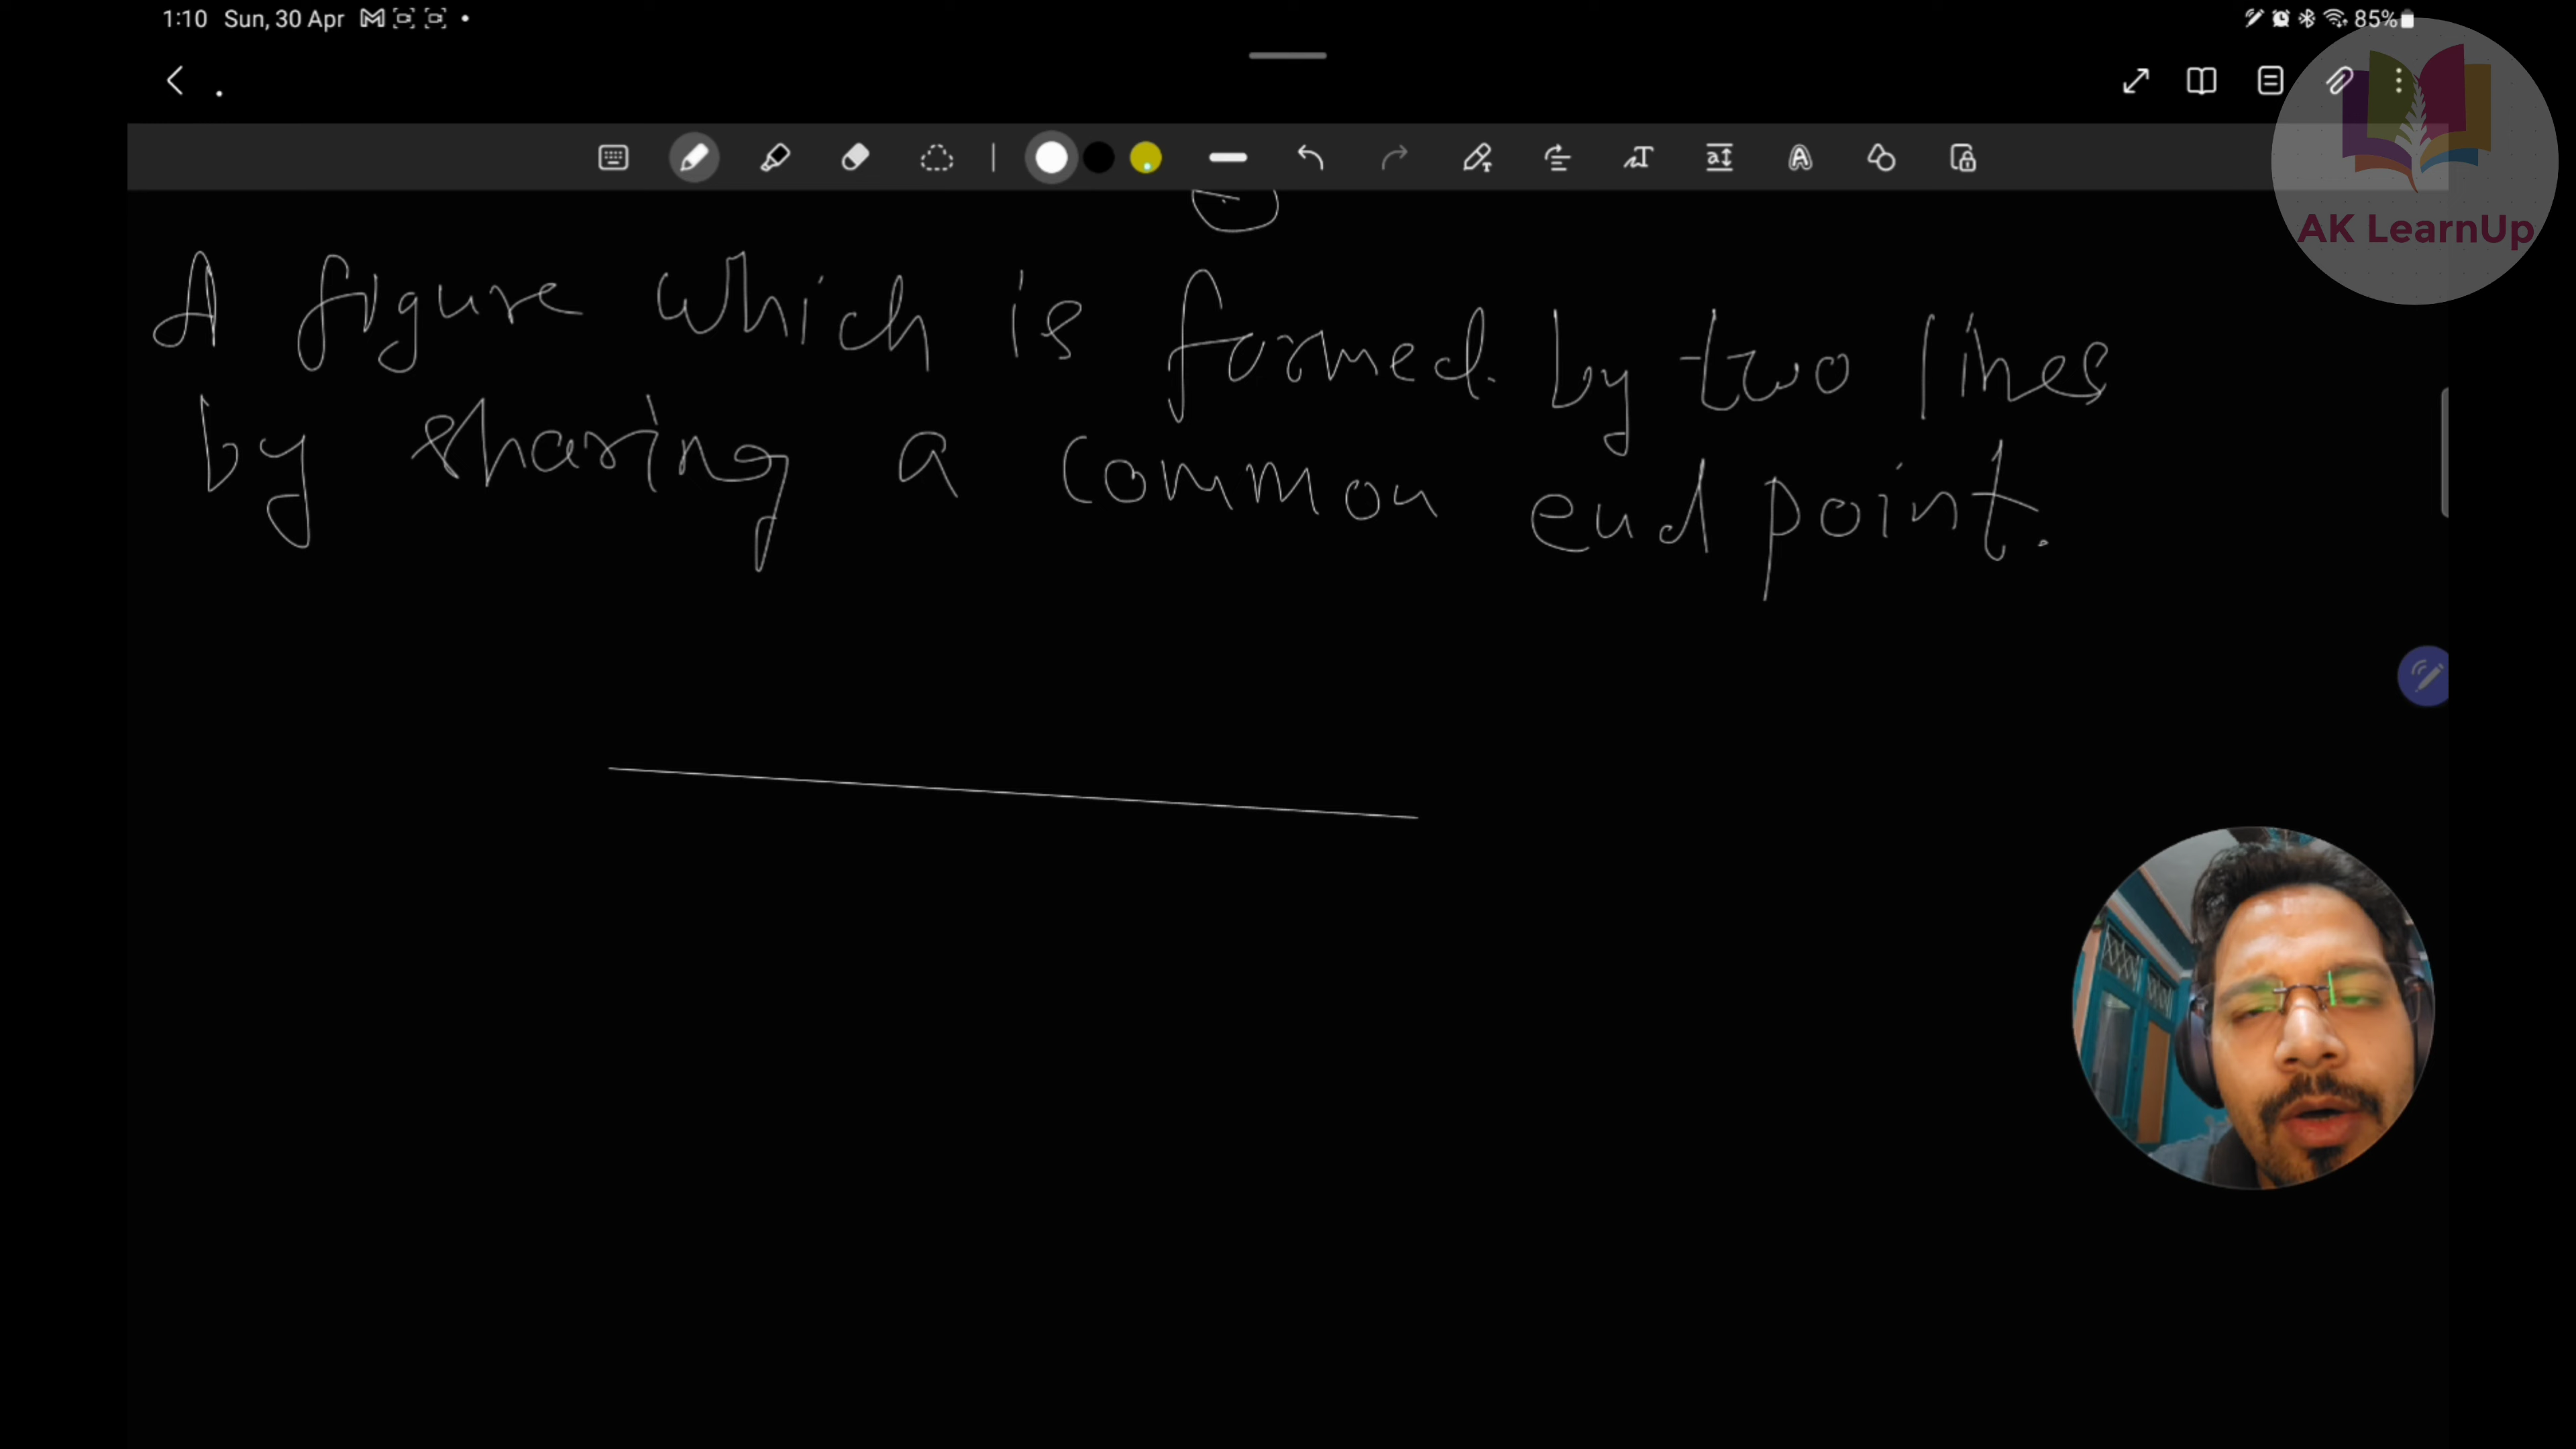 1:10 Sun, 30 Apr
85%
AK LearnUp
A figure which is formed. by two lines
by sharing a common end point.